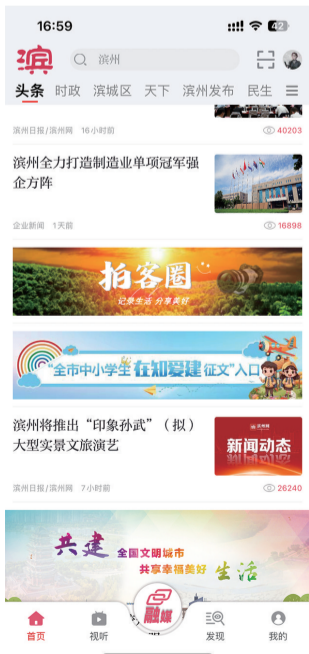 16:59
42
滨
滨州
头条 时政 滨城区 天下 滨州发布 民生
滨州日报/滨州网 16小时前 40203
滨州全力打造制造业单项冠军强
企方阵
企业新闻 1天前 16898
拍客圈
记录生活 分享美好
“全市中小学生在知爱建征文”入口
滨州将推出“印象孙武”（拟）
大型实景文旅演艺
滨州网
新闻动态
滨州日报/滨州网 7小时前 26240
共建 全国文明城市
共享幸福美好 生活
融媒
首页 视听 发现 我的